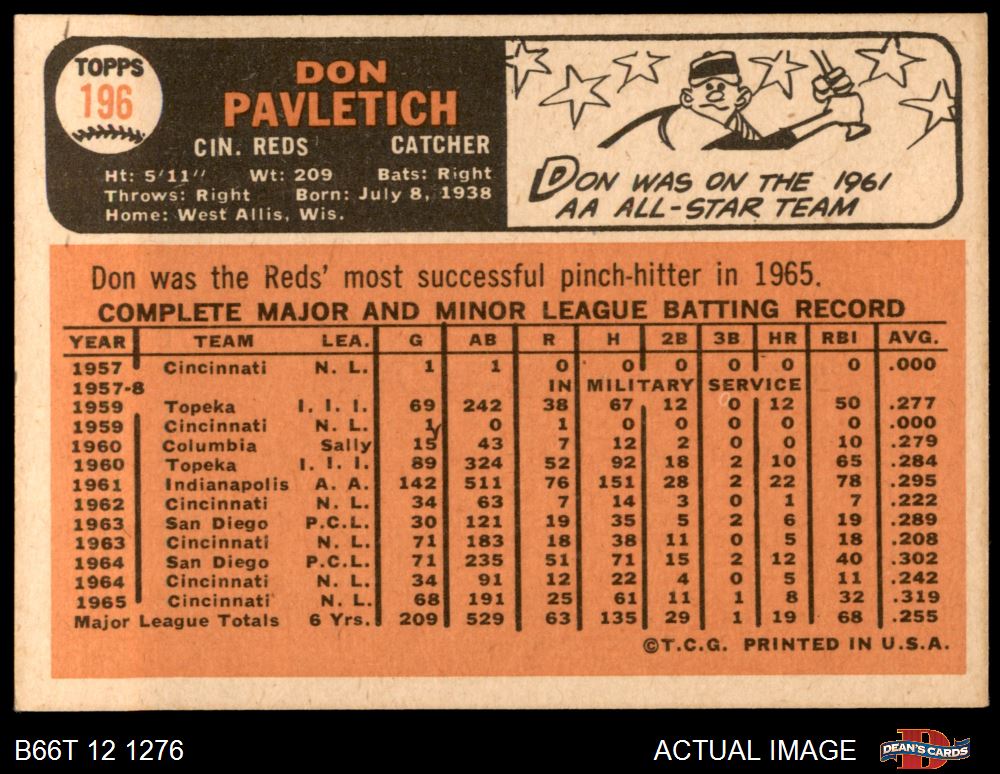 TOPPS
196
DON
PAVLETICH
CIN. REDS CATCHER
Ht: 5'11" Wt: 209 Bats: Right
Throws: Right Born: July 8, 1938
Home: West Allis, Wis.
DON WAS ON THE 1961
AA ALL-STAR TEAM
Don was the Reds' most successful pinch-hitter in 1965.
COMPLETE MAJOR AND MINOR LEAGUE BATTING RECORD
YEAR TEAM LEA. G AB R H 2B 3B HR RBI AVG.
1957 Cincinnati N. L. 1 1 0 0 0 0 0 0 .000
1957-8 IN MILITARY SERVICE
1959 Topeka I. I. I. 69 242 38 67 12 0 12 50 .277
1959 Cincinnati N. L. 1 0 1 0 0 0 0 0 .000
1960 Columbia Sally 15 43 7 12 2 0 0 10 .279
1960 Topeka I. I. I. 89 324 52 92 18 2 10 65 .284
1961 Indianapolis A. A. 142 511 76 151 28 2 22 78 .295
1962 Cincinnati N. L. 34 63 7 14 3 0 1 7 .222
1963 San Diego P.C.L. 30 121 19 35 5 2 6 19 .289
1963 Cincinnati N. L. 71 183 18 38 11 0 5 18 .208
1964 San Diego P.C.L. 71 235 51 71 15 2 12 40 .302
1964 Cincinnati N. L. 34 91 12 22 4 0 5 11 .242
1965 Cincinnati N. L. 68 191 25 61 11 1 8 32 .319
Major League Totals 6 Yrs. 209 529 63 135 29 1 19 68 .255
©T.C.G. PRINTED IN U.S.A.
B66T 12 1276 ACTUAL IMAGE DEAN'S CARDS